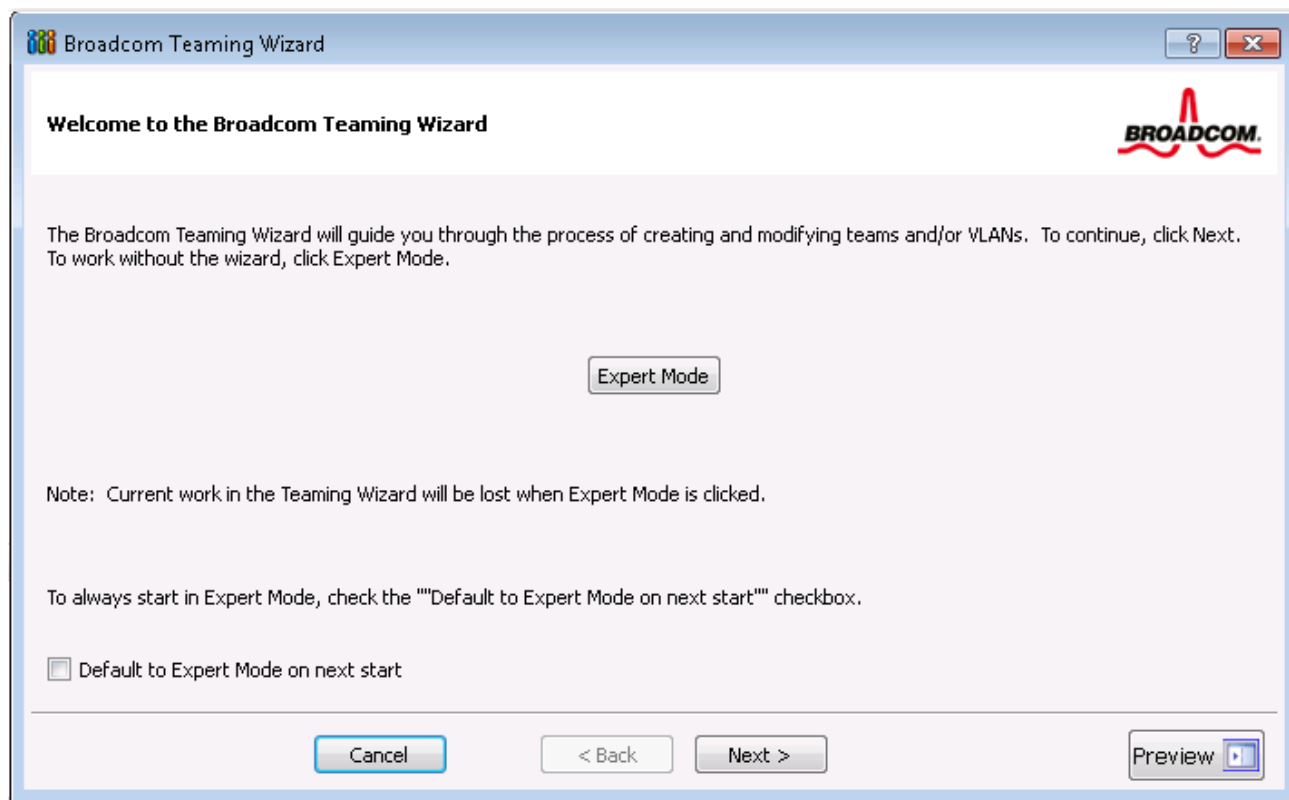 Broadcom Teaming Wizard
?
Welcome to the Broadcom Teaming Wizard
BROADCOM.
The Broadcom Teaming Wizard will guide you through the process of creating and modifying teams and/or VLANs.  To continue, click Next.
To work without the wizard, click Expert Mode.
Expert Mode
Note:  Current work in the Teaming Wizard will be lost when Expert Mode is clicked.
To always start in Expert Mode, check the ""Default to Expert Mode on next start"" checkbox.
Default to Expert Mode on next start
Cancel
< Back
Next >
Preview